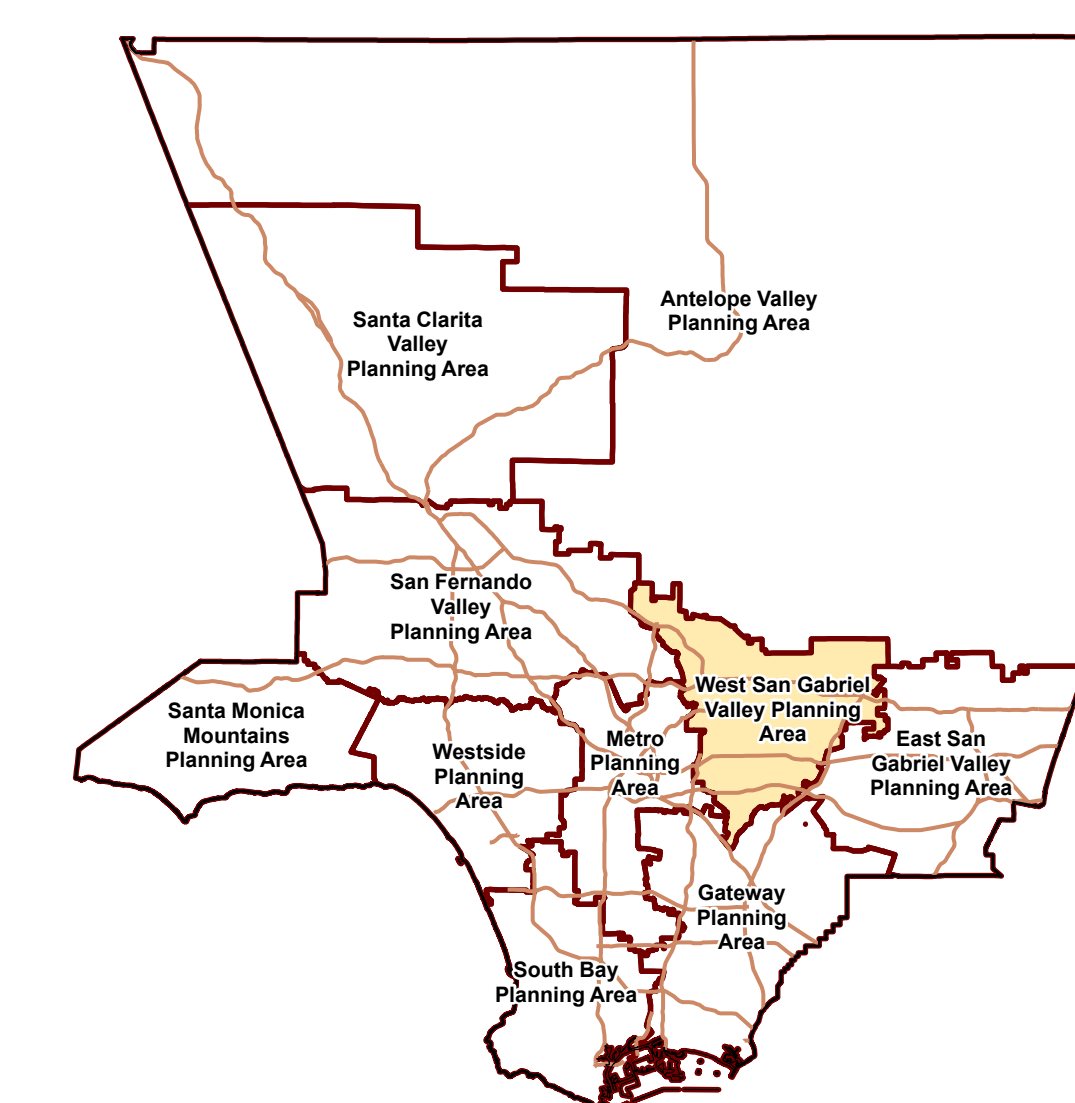 Antelope Valley
Planning Area
Santa Clarita
Valley
Planning Area
San Fernando
Valley
Planning Area
West San Gabriel
Valley Planning
Area
Santa Monica
Mountains
Planning Area
Westside
Planning
Area
Metro
Planning
Area
East San
Gabriel Valley
Planning Area
Gateway
Planning
Area
South Bay
Planning Area